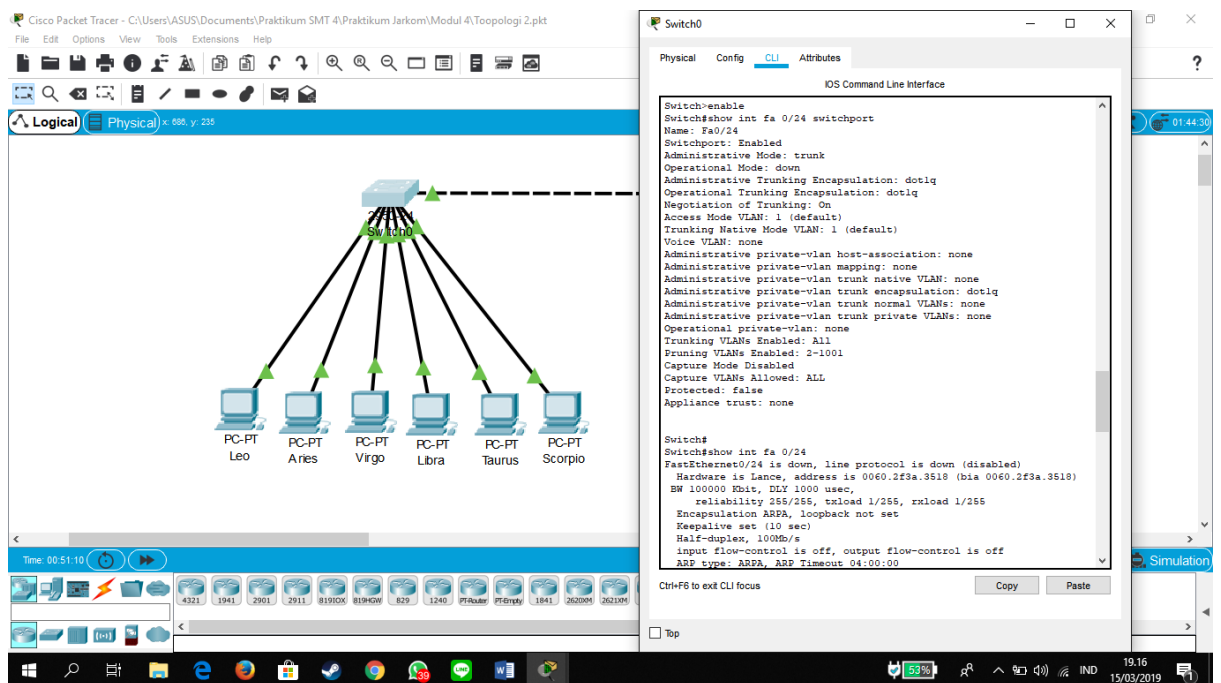 Cisco Packet Tracer - C:\Users\ASUS\Documents\Praktikum SMT 4\Praktikum Jarkom\Modul 4\Toopologi 2.pkt
File Edit Options View Tools Extensions Help
Logical
Physical
x: 686, y: 235
01:44:30
Switch0
PC-PT
Leo
PC-PT
Aries
PC-PT
Virgo
PC-PT
Libra
PC-PT
Taurus
PC-PT
Scorpio
Switch0
Physical Config CLI Attributes
IOS Command Line Interface
Switch>enable
Switch#show int fa 0/24 switchport
Name: Fa0/24
Switchport: Enabled
Administrative Mode: trunk
Operational Mode: down
Administrative Trunking Encapsulation: dot1q
Operational Trunking Encapsulation: dot1q
Negotiation of Trunking: On
Access Mode VLAN: 1 (default)
Trunking Native Mode VLAN: 1 (default)
Voice VLAN: none
Administrative private-vlan host-association: none
Administrative private-vlan mapping: none
Administrative private-vlan trunk native VLAN: none
Administrative private-vlan trunk encapsulation: dot1q
Administrative private-vlan trunk normal VLANs: none
Administrative private-vlan trunk private VLANs: none
Operational private-vlan: none
Trunking VLANs Enabled: All
Pruning VLANs Enabled: 2-1001
Capture Mode Disabled
Capture VLANs Allowed: ALL
Protected: false
Appliance trust: none
Switch#
Switch#show int fa 0/24
FastEthernet0/24 is down, line protocol is down (disabled)
Hardware is Lance, address is 0060.2f3a.3518 (bia 0060.2f3a.3518)
BW 100000 Kbit, DLY 1000 usec,
reliability 255/255, txload 1/255, rxload 1/255
Encapsulation ARPA, loopback not set
Keepalive set (10 sec)
Half-duplex, 100Mb/s
input flow-control is off, output flow-control is off
ARP type: ARPA, ARP Timeout 04:00:00
Ctrl+F6 to exit CLI focus
Copy
Paste
Top
Time: 00:51:10
Simulation
4321 1941 2901 2911 819IOX 819HGW 829 1240 PT-Router PT-Empty 1841 2620XM 2621XM
39
53%
IND
19.16
15/03/2019
1